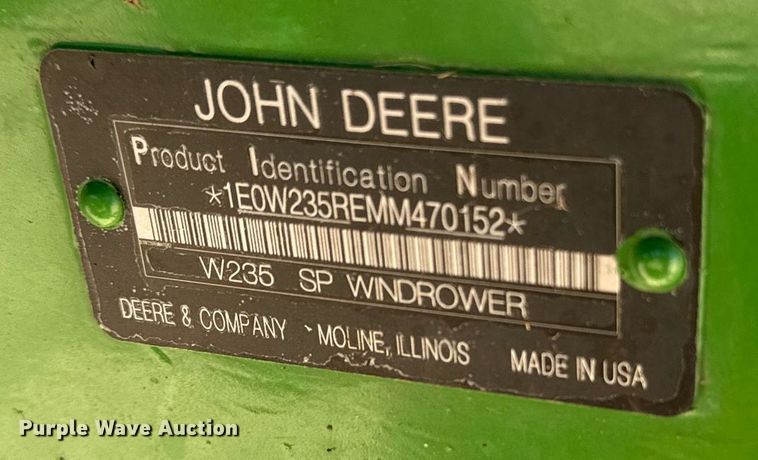 JOHN DEERE
Product Identification Number
*1E0W235REMM470152*
W235 SP WINDROWER
DEERE & COMPANY MOLINE, ILLINOIS MADE IN USA
Purple Wave Auction